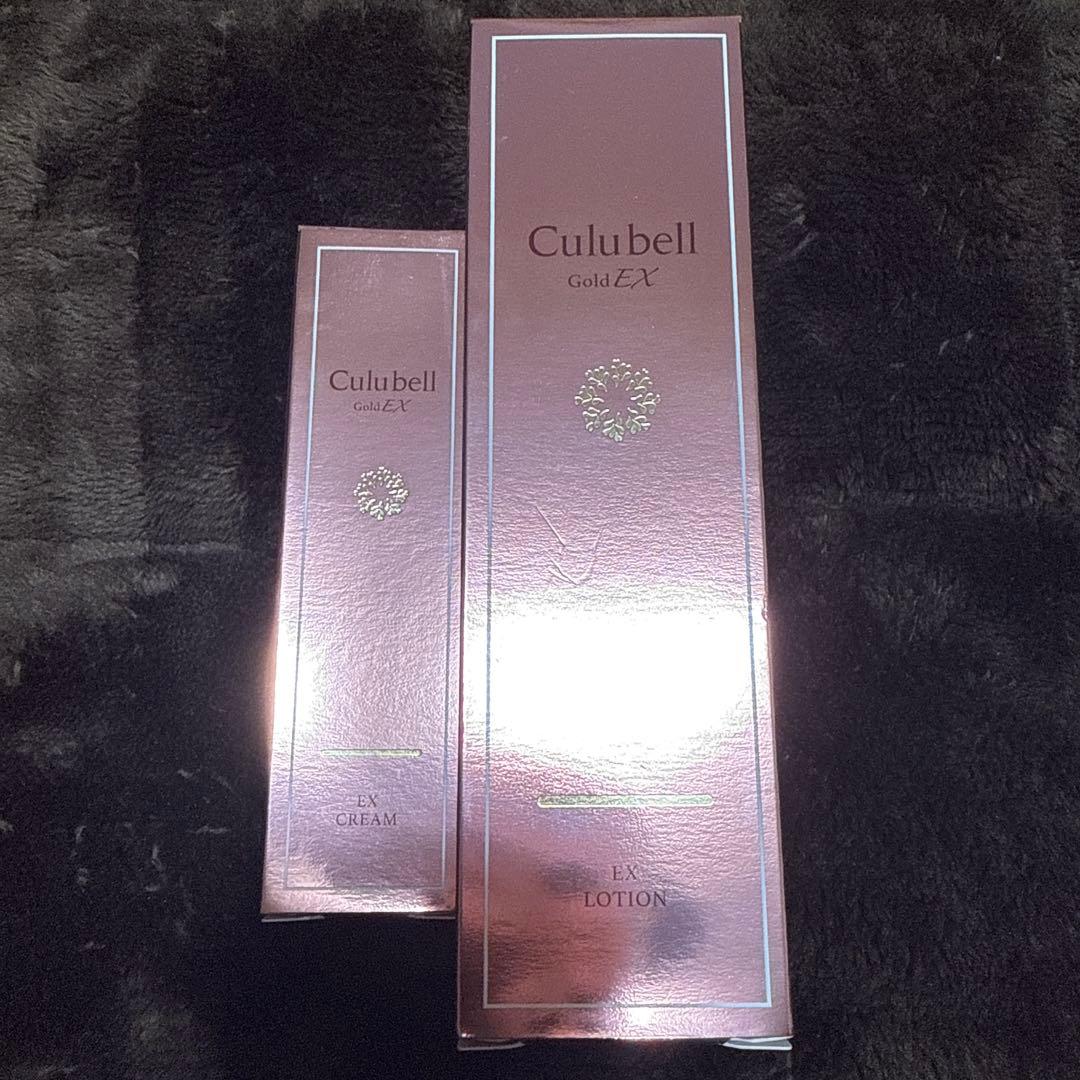 Culubell
Gold EX
EX
CREAM
Culubell
Gold EX
EX
LOTION